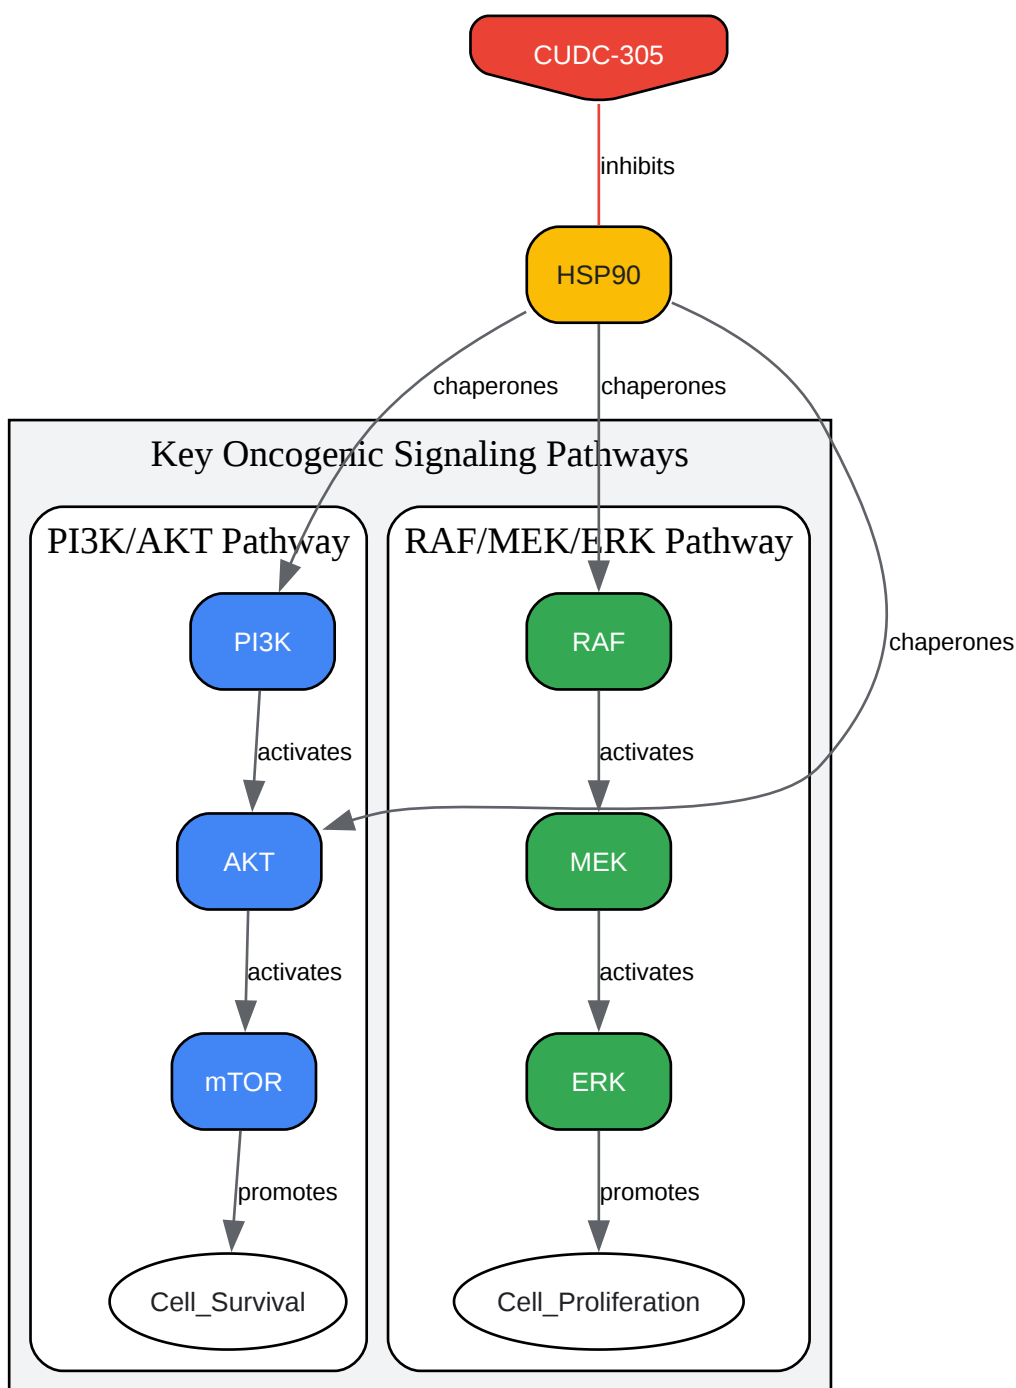 CUDC-305
inhibits
HSP90
chaperones
chaperones
Key Oncogenic Signaling Pathways
PI3K/AKT Pathway
RAF/MEK/ERK Pathway
PI3K
RAF
chaperones
activates
activates
AKT
MEK
activates
activates
mTOR
ERK
promotes
promotes
Cell_Survival
Cell_Proliferation